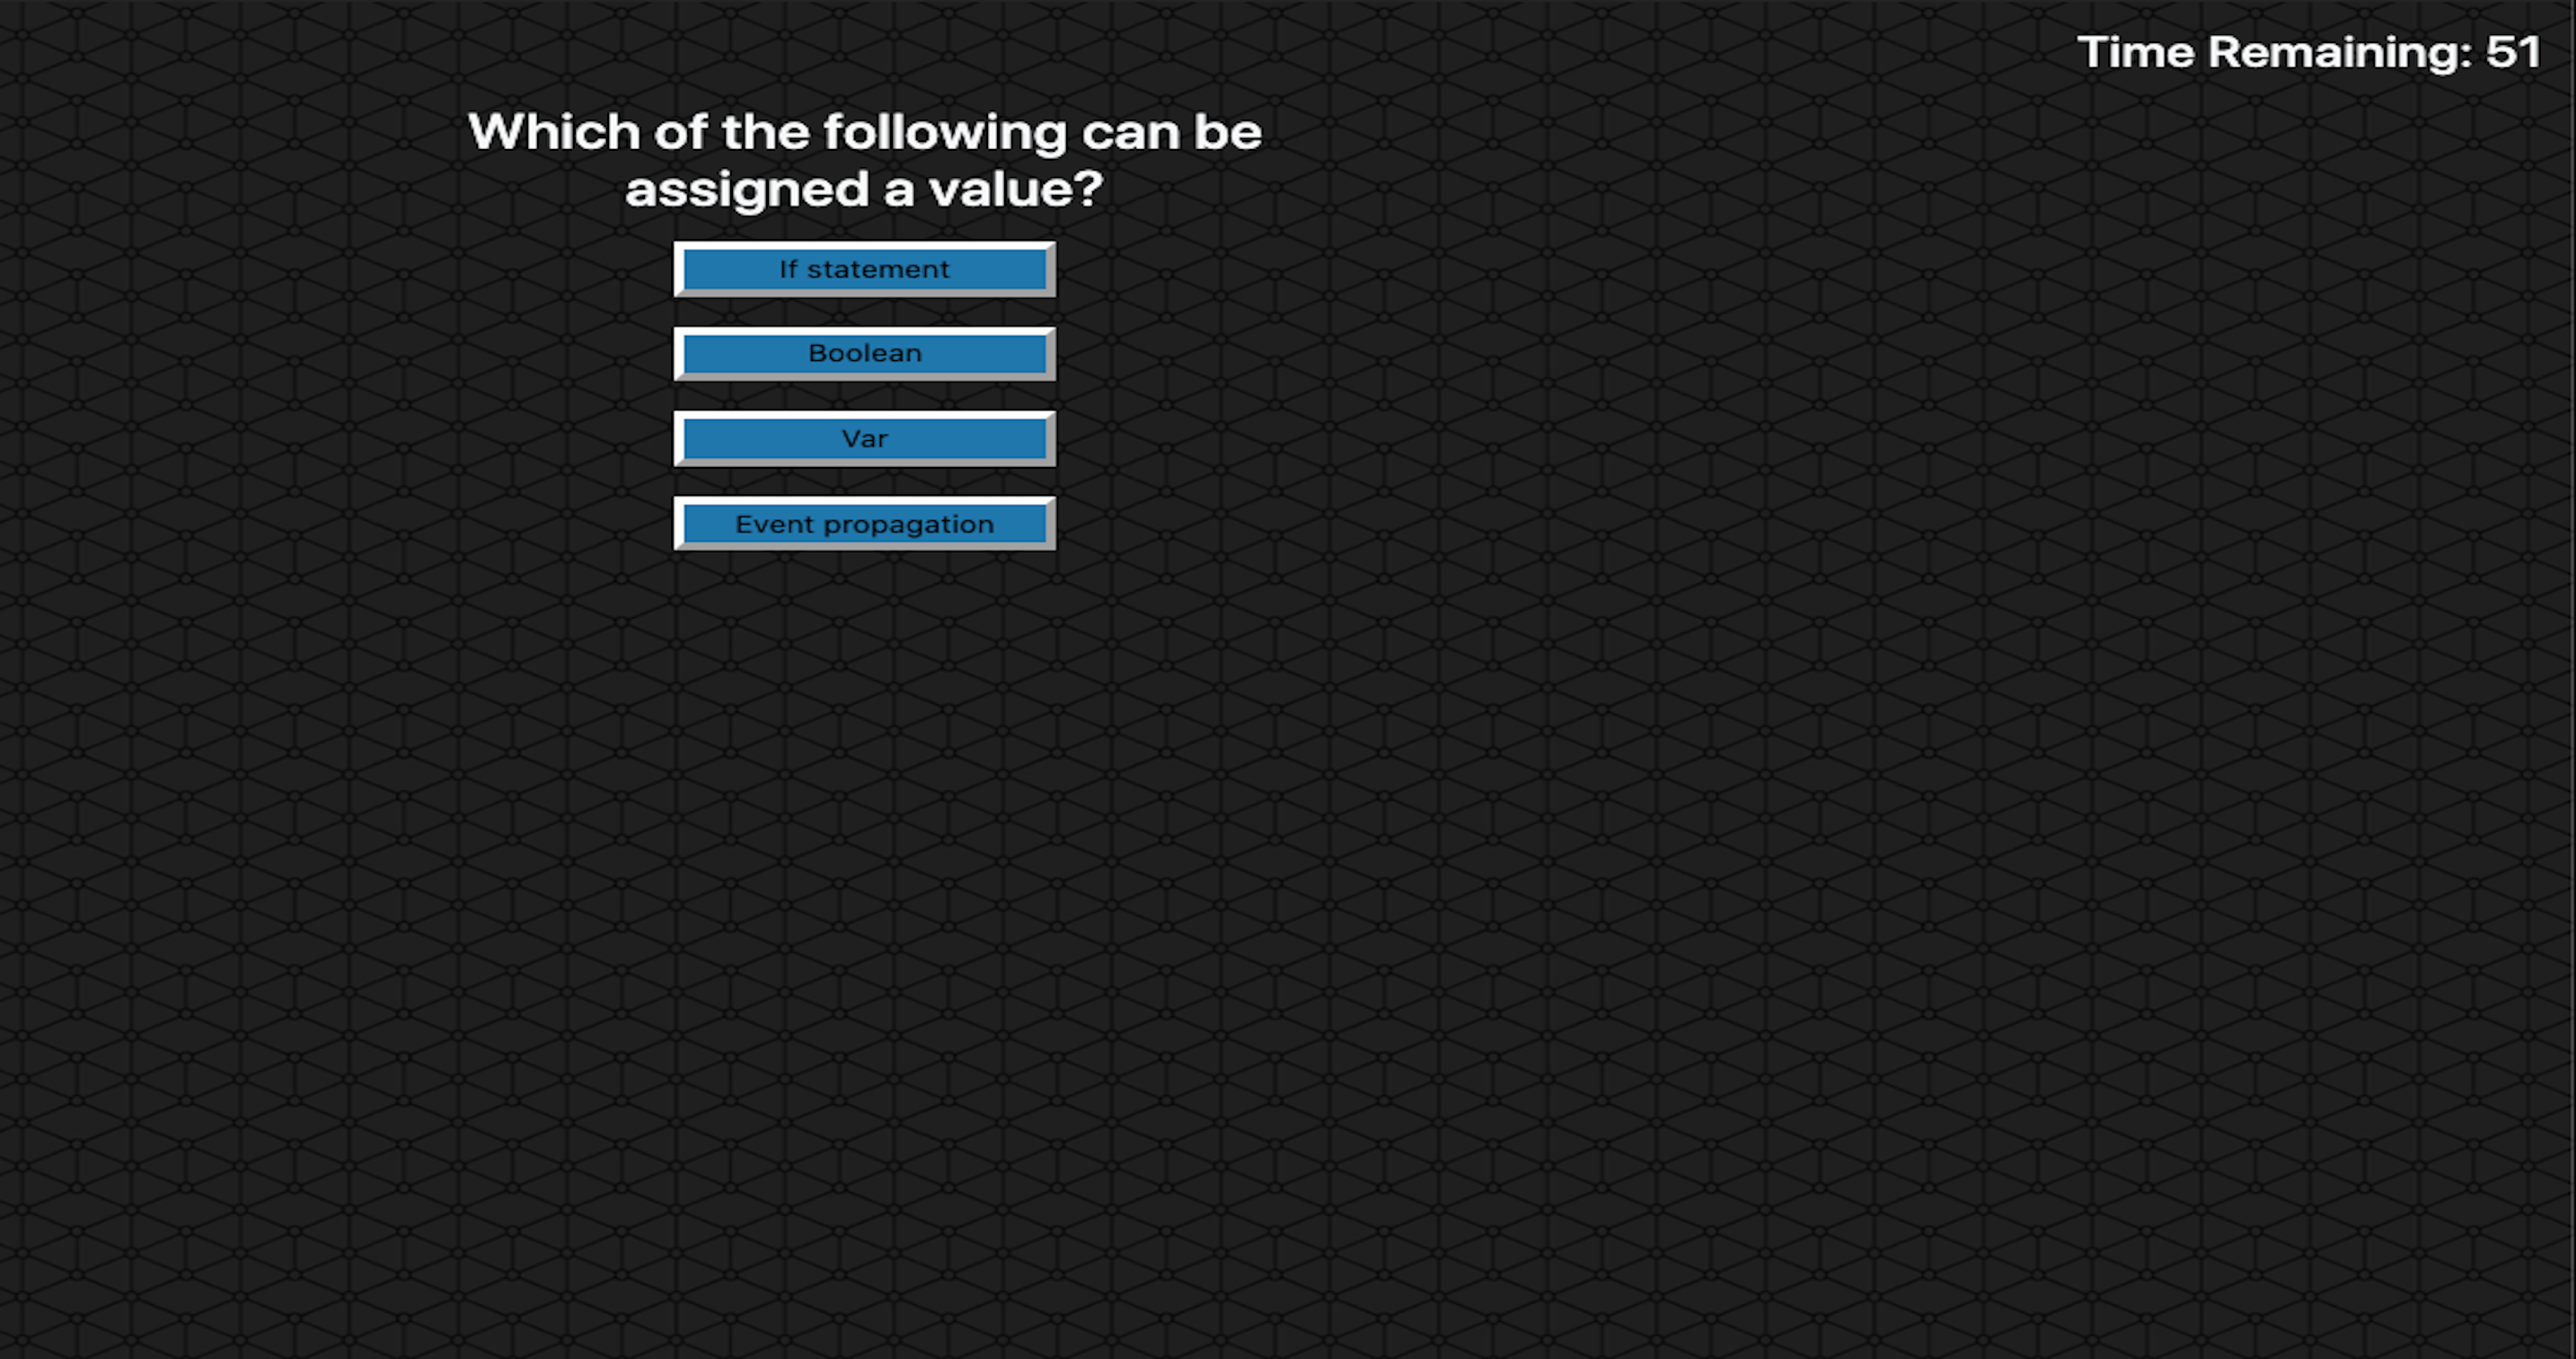 Time Remaining: 51
Which of the following can be
assigned a value?
If statement
Boolean
Var
Event propagation